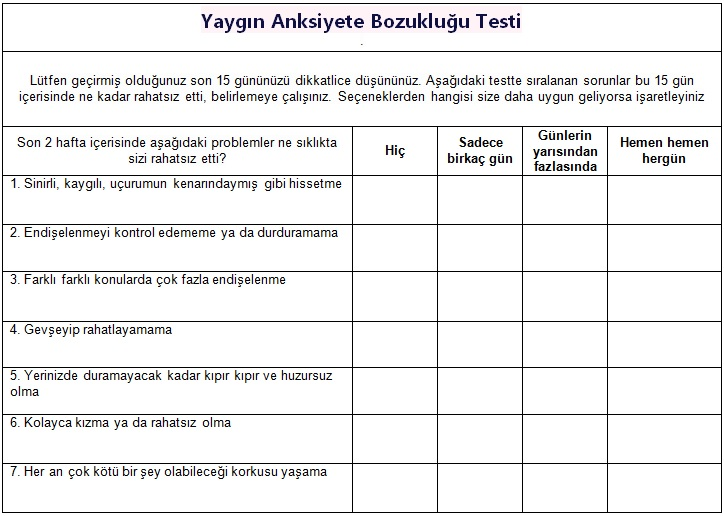 Yaygın Anksiyete Bozukluğu Testi
.
Lütfen geçirmiş olduğunuz son 15 gününüzü dikkatlice düşününüz. Aşağıdaki testte sıralanan sorunlar bu 15 gün
içerisinde ne kadar rahatsız etti, belirlemeye çalışınız. Seçeneklerden hangisi size daha uygun geliyorsa işaretleyiniz
Son 2 hafta içerisinde aşağıdaki problemler ne sıklıkta
sizi rahatsız etti?
Hiç
Sadece
birkaç gün
Günlerin
yarısından
fazlasında
Hemen hemen
hergün
1. Sinirli, kaygılı, uçurumun kenarındaymış gibi hissetme
2. Endişelenmeyi kontrol edememe ya da durduramama
3. Farklı farklı konularda çok fazla endişelenme
4. Gevşeyip rahatlayamama
5. Yerinizde duramayacak kadar kıpır kıpır ve huzursuz
olma
6. Kolayca kızma ya da rahatsız olma
7. Her an çok kötü bir şey olabileceği korkusu yaşama